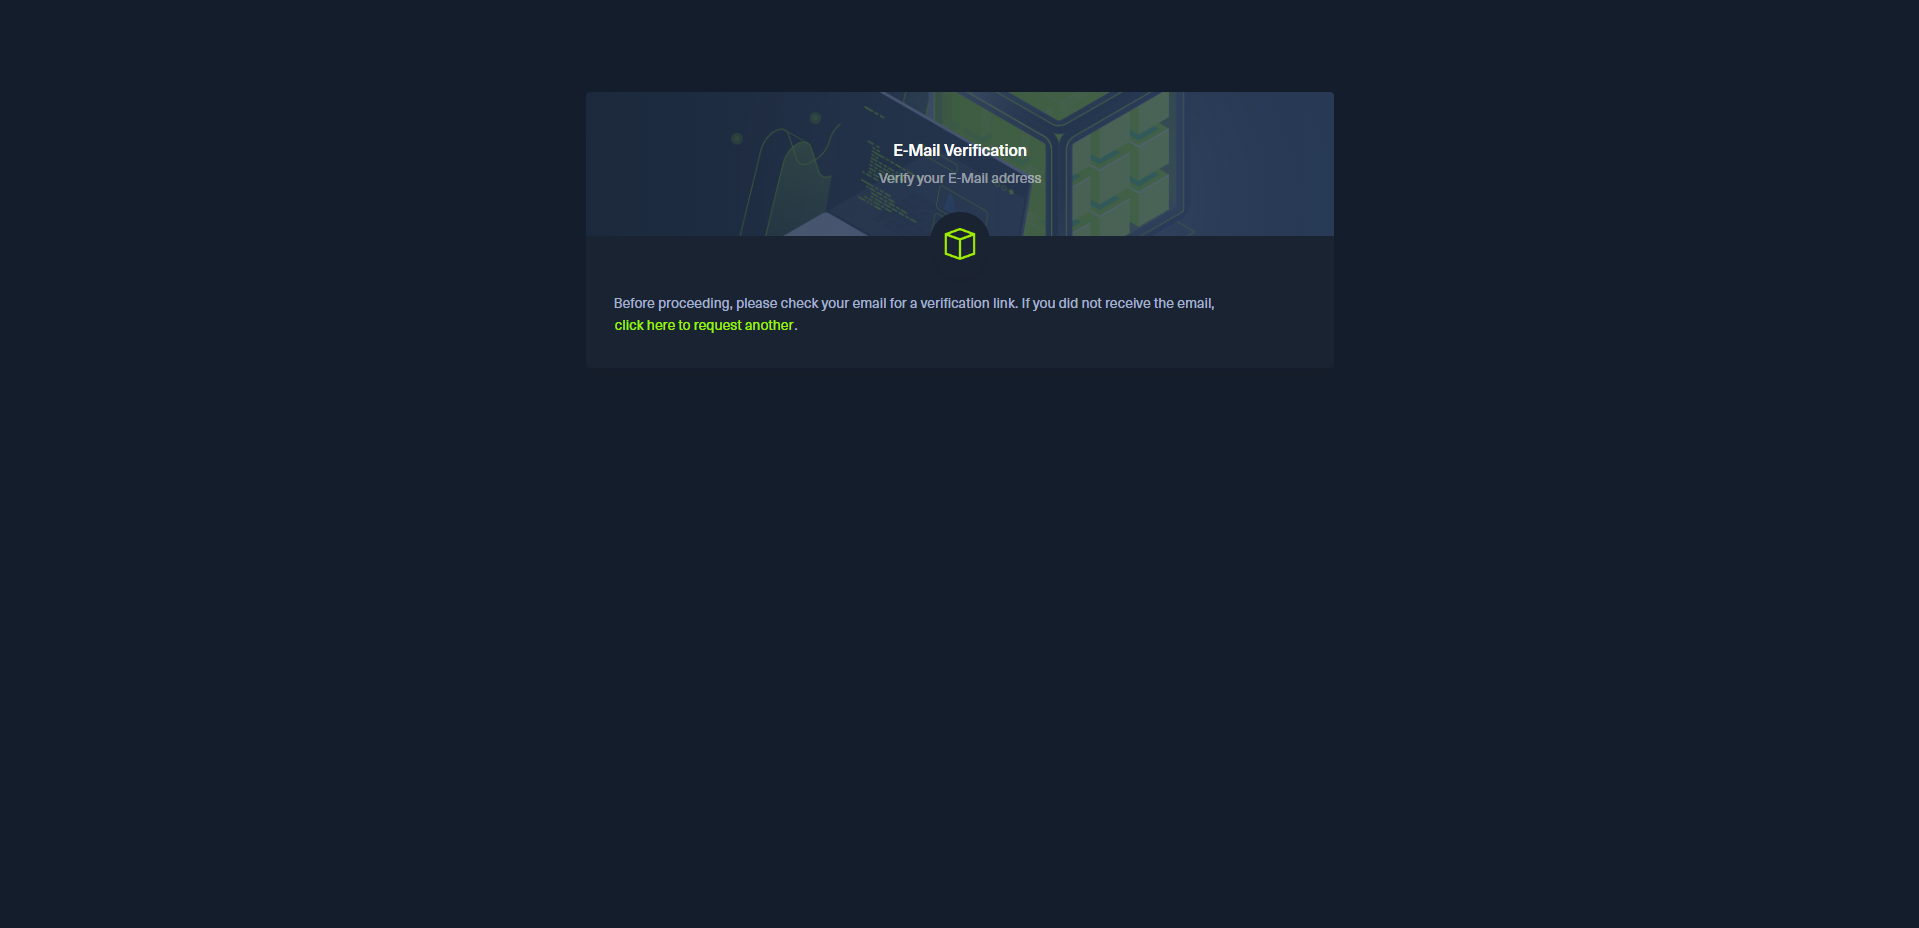 E-Mail Verification
Verify your E-Mail address
Before proceeding, please check your email for a verification link. If you did not receive the email,
click here to request another.